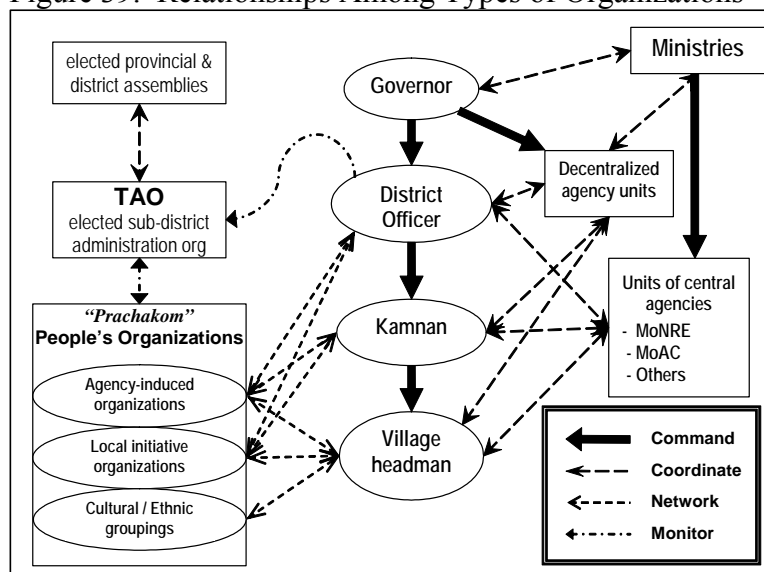 Figure 39. Relationships Among Types of Organizations
elected provincial &
district assemblies
TAO
elected sub-district
administration org
"Prachakom"
People's Organizations
Agency-induced
organizations
Local initiative
organizations
Cultural / Ethnic
groupings
Governor
District
Officer
Kamnan
Village
headman
Ministries
Decentralized
agency units
Units of central
agencies
- MoNRE
- MoAC
- Others
Command
Coordinate
Network
Monitor